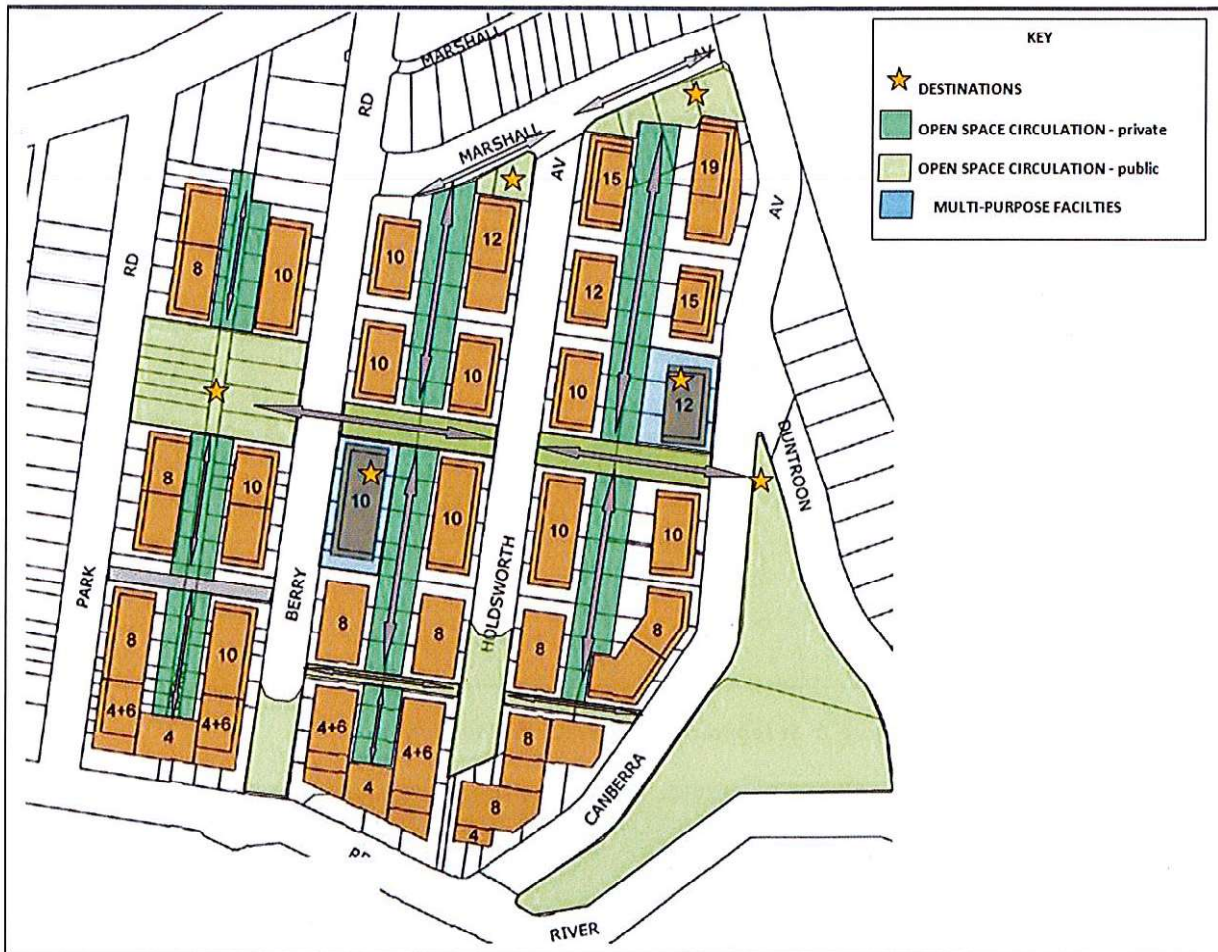 KEY
DESTINATIONS
OPEN SPACE CIRCULATION - private
OPEN SPACE CIRCULATION - public
MULTI-PURPOSE FACILTIES
MARSHALL
AV
RD
MARSHALL
AV
RD
AV
15
19
12
10
8
10
12
15
10
10
10
12
DUNTROON
8
10
10
10
10
10
PARK
BERRY
HOLDSWORTH
8
8
8
8
8
10
4+6
4
4+6
4+6
4
4+6
8
8
4
CANBERRA
RD
RIVER